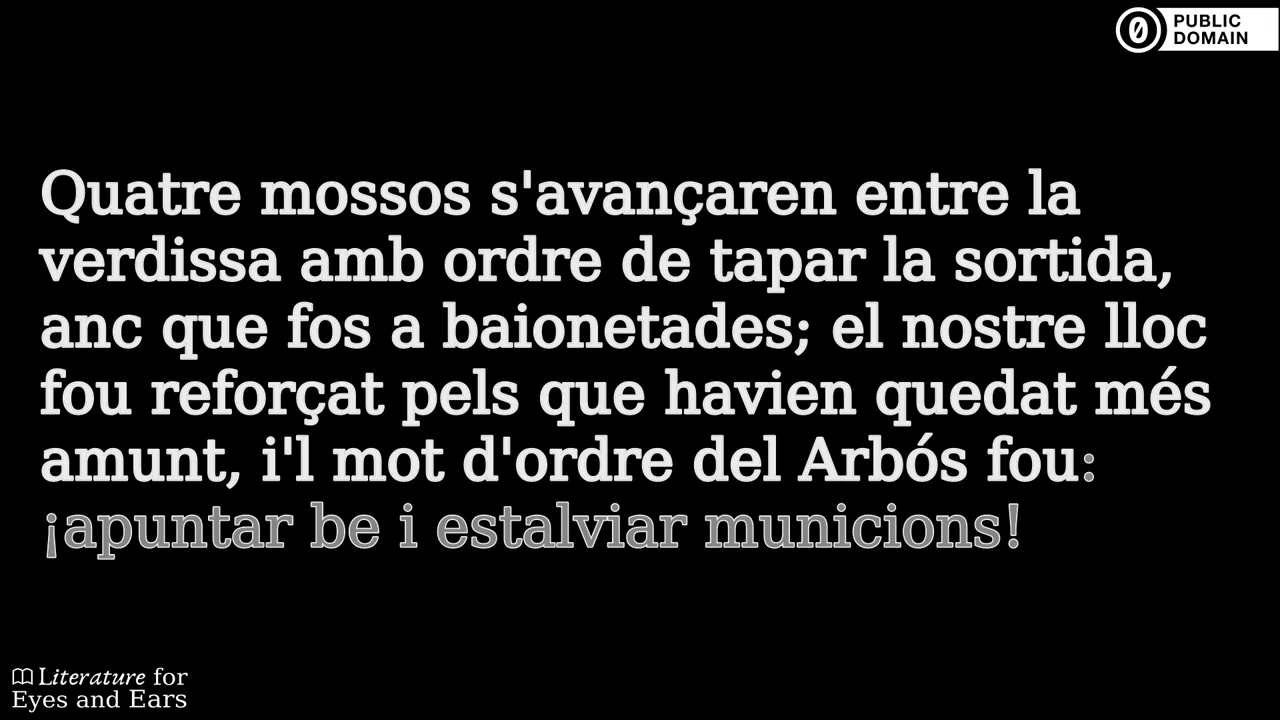 PUBLIC
DOMAIN
Quatre mossos s'avançaren entre la
verdissa amb ordre de tapar la sortida,
anc que fos a baionetades; el nostre lloc
fou reforçat pels que havien quedat més
amunt, i'l mot d'ordre del Arbós fou:
¡apuntar be i estalviar municions!
Literature for
Eyes and Ears